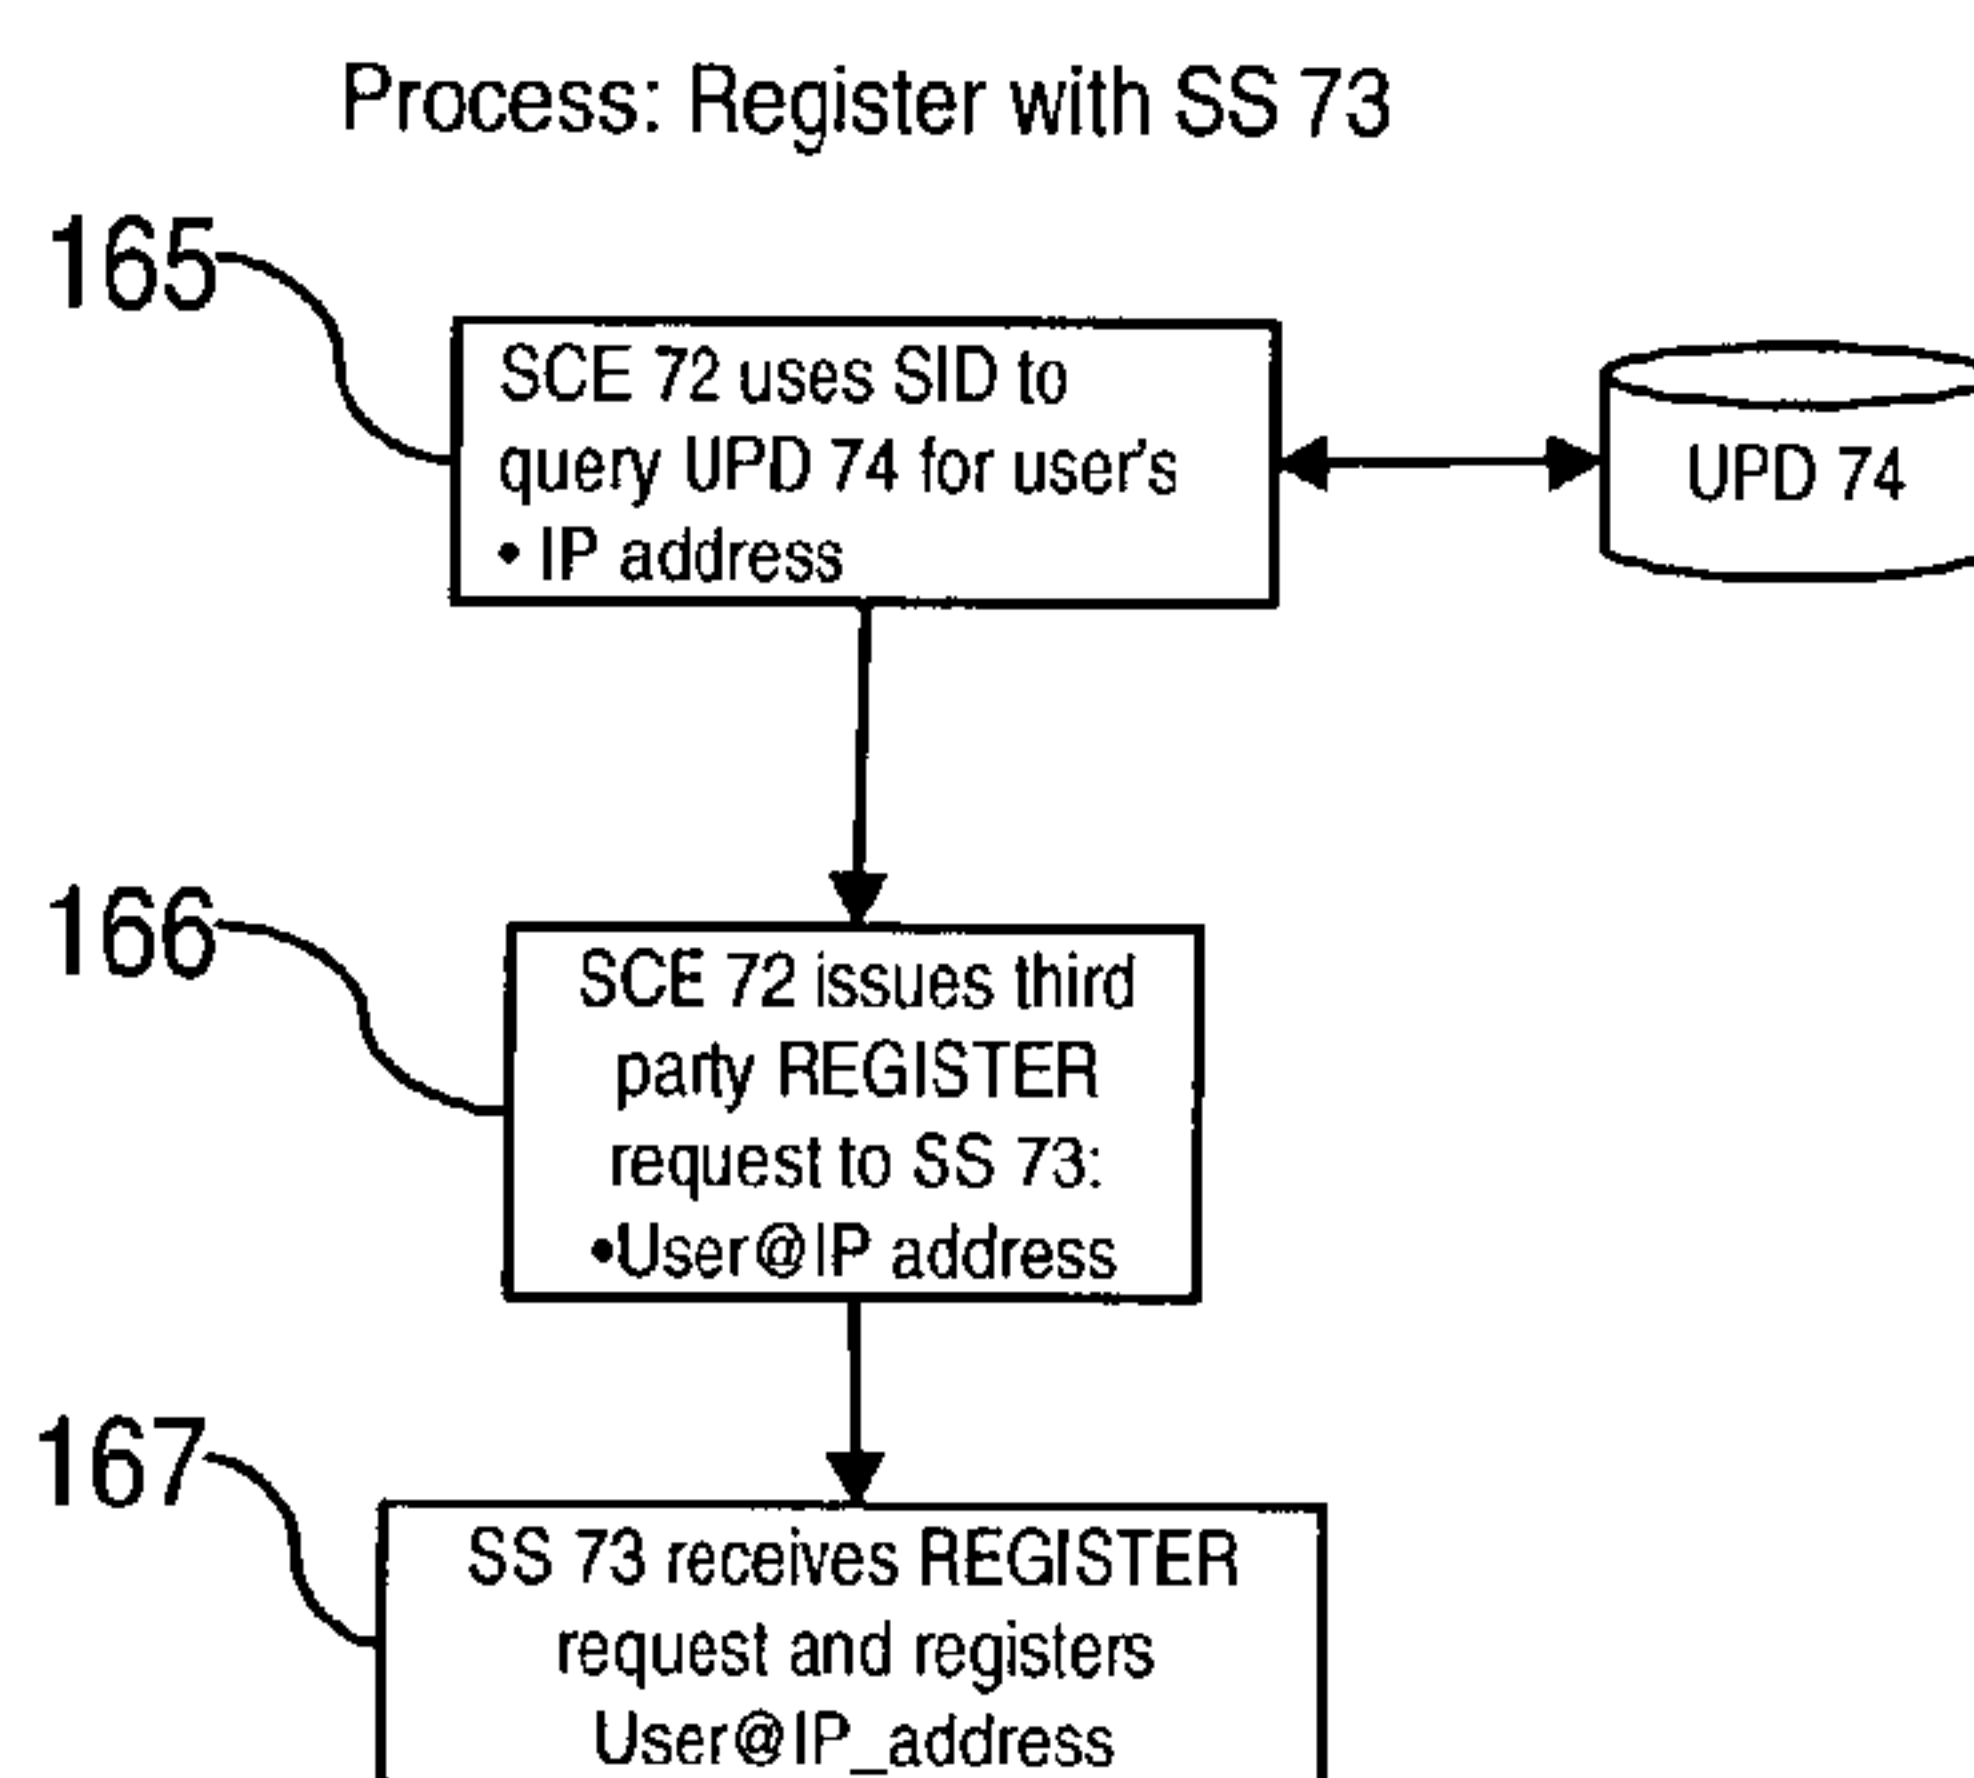 Process: Register with SS 73
165
SCE 72 uses SID to
query UPD 74 for user's
• IP address
UPD 74
166
SCE 72 issues third
party REGISTER
request to SS 73:
•User@IP address
167
SS 73 receives REGISTER
request and registers
User@IP_address